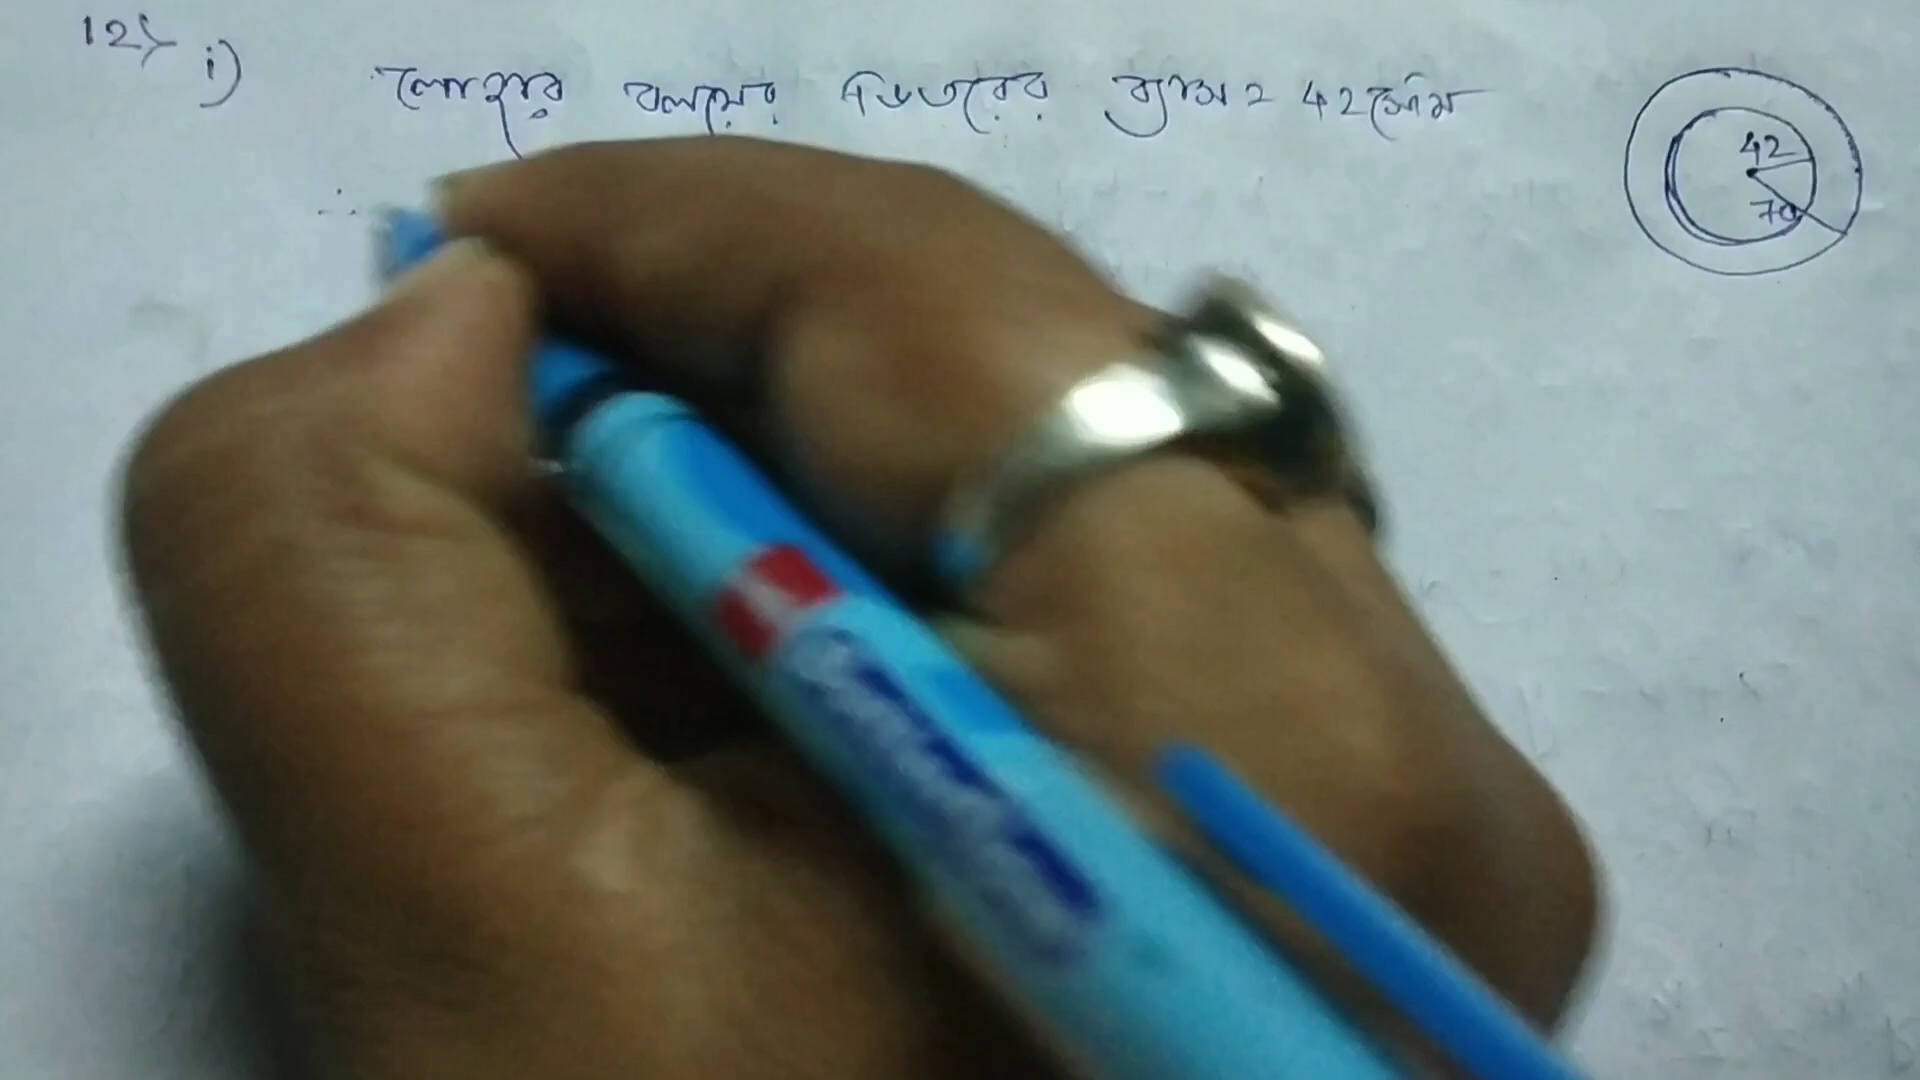 12> i) লোহার বলয়ের ভিতরের ব্যাস = 42 সেমি
42
70
∴